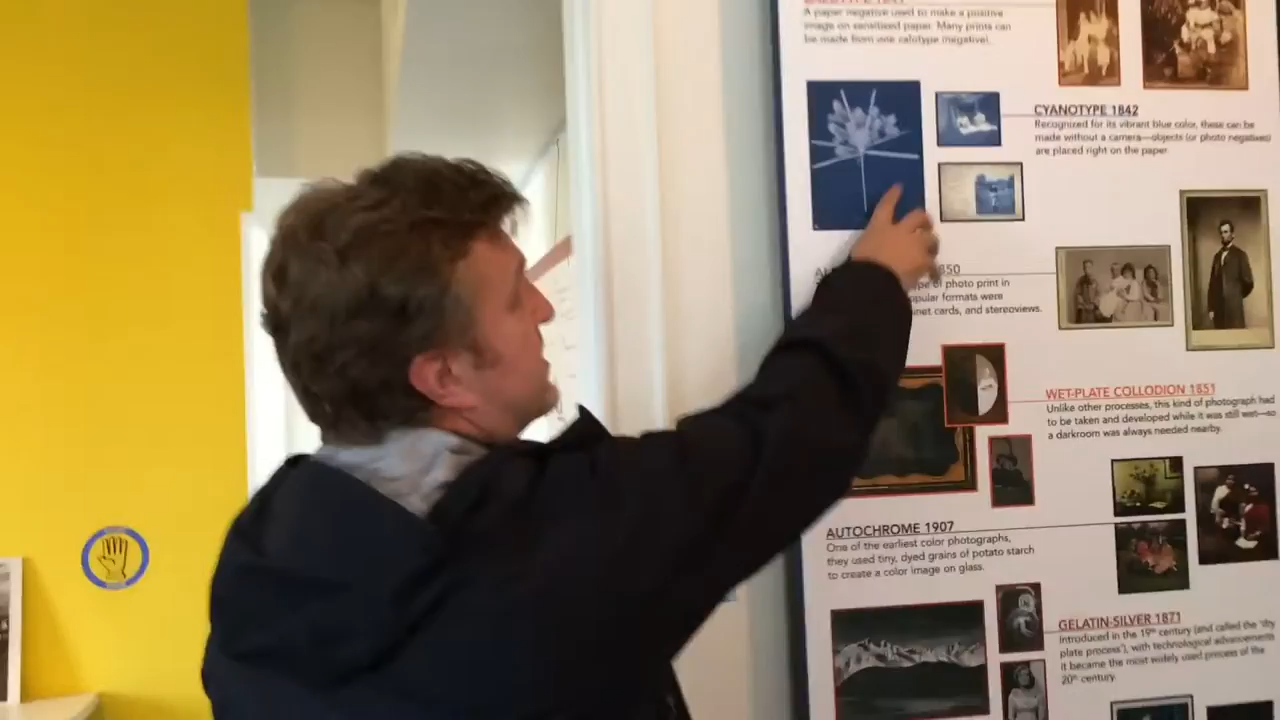 A paper negative used to make a positive
image on sensitized paper. Many prints can
be made from one calotype (negative).
CYANOTYPE 1842
Recognized for its vibrant blue color, these can be
made without a camera—objects (or photo negatives)
are placed right on the paper.
850
of photo print in
formats were
cards, and stereoviews.
WET-PLATE COLLODION 1851
Unlike other processes, this kind of photograph had
to be taken and developed while it was still wet—so
a darkroom was always needed nearby.
AUTOCHROME 1907
One of the earliest color photographs,
they used tiny, dyed grains of potato starch
to create a color image on glass.
GELATIN-SILVER 1871
Introduced in the 19th century (and called the 'dry
plate process'), with technological advancements
it became the most widely used process of the
20th century.